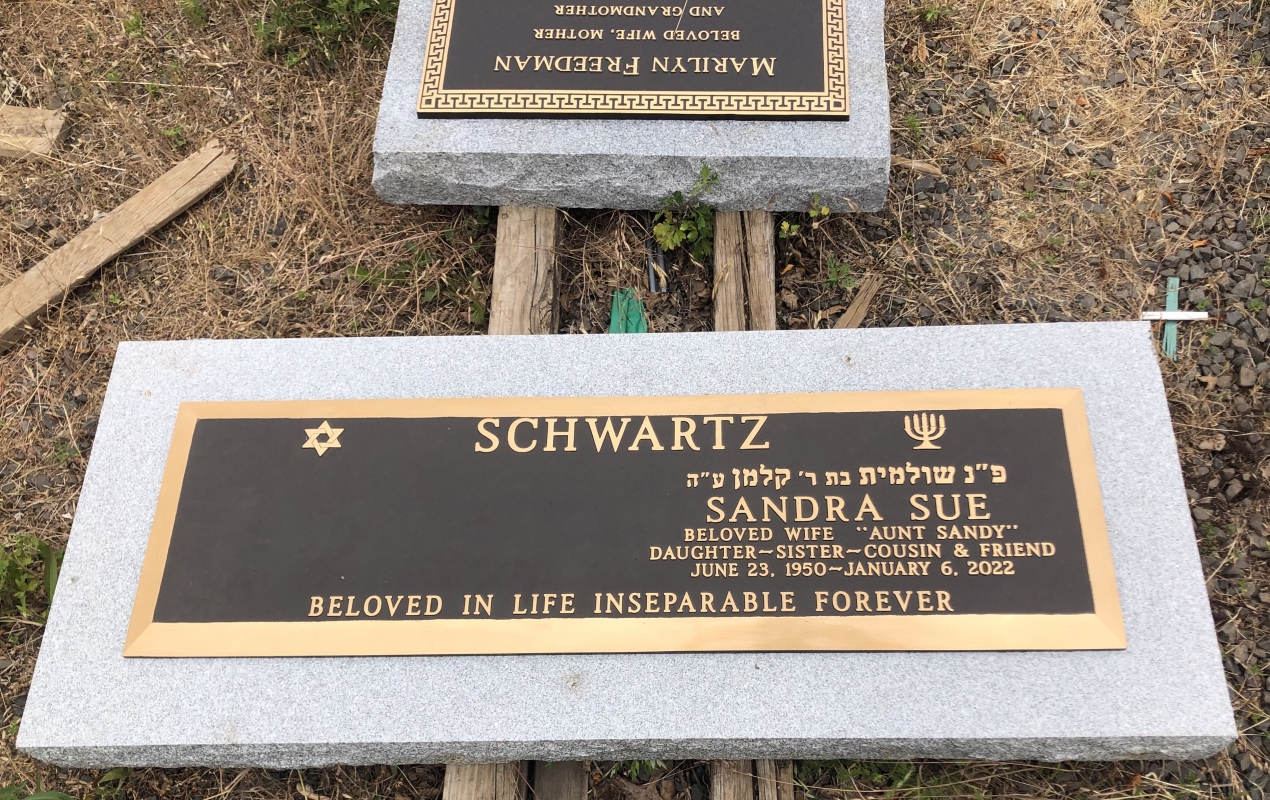 AND GRANDMOTHER
BELOVED WIFE, MOTHER
MARILYN FREEDMAN
SCHWARTZ
פ"נ שולמית בת ר' קלמן ע"ה
SANDRA SUE
BELOVED WIFE "AUNT SANDY"
DAUGHTER~SISTER~COUSIN & FRIEND
JUNE 23, 1950~JANUARY 6, 2022
BELOVED IN LIFE INSEPARABLE FOREVER